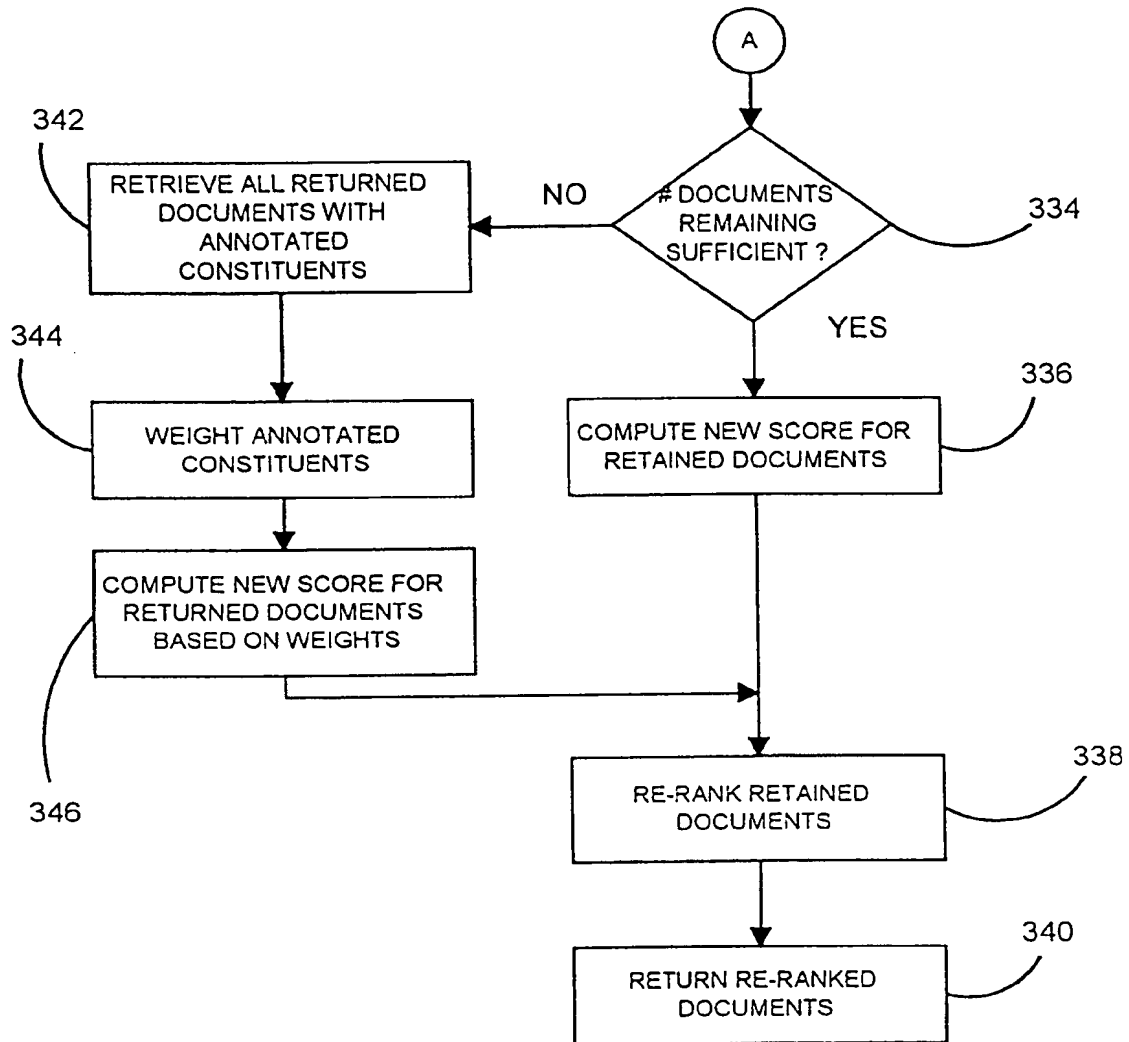 A
342
RETRIEVE ALL RETURNED
DOCUMENTS WITH
ANNOTATED
CONSTITUENTS
NO
# DOCUMENTS
REMAINING
SUFFICIENT ?
334
YES
344
WEIGHT ANNOTATED
CONSTITUENTS
336
COMPUTE NEW SCORE FOR
RETAINED DOCUMENTS
COMPUTE NEW SCORE FOR
RETURNED DOCUMENTS
BASED ON WEIGHTS
346
338
RE-RANK RETAINED
DOCUMENTS
340
RETURN RE-RANKED
DOCUMENTS